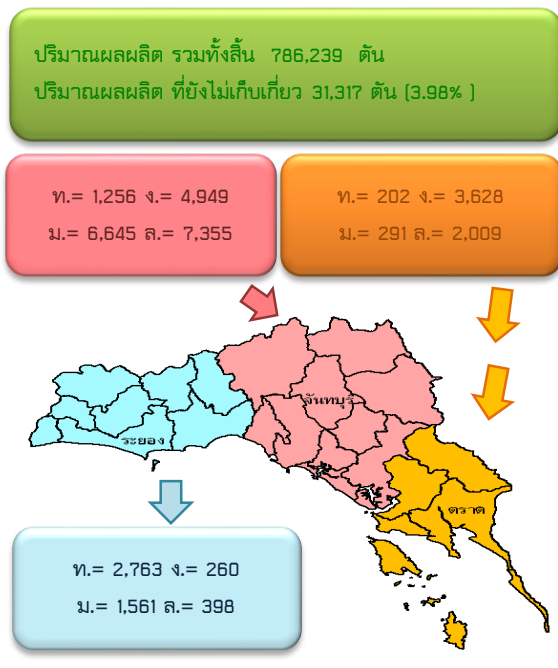 ปริมาณผลผลิต รวมทั้งสิ้น 786,239 ตัน
ปริมาณผลผลิต ที่ยังไม่เก็บเกี่ยว 31,317 ตัน (3.98% )
ท.= 1,256 ง.= 4,949
ม.= 6,645 ล.= 7,355
ท.= 202 ง.= 3,628
ม.= 291 ล.= 2,009
จันทบุรี
ระยอง
ตราด
ท.= 2,763 ง.= 260
ม.= 1,561 ล.= 398